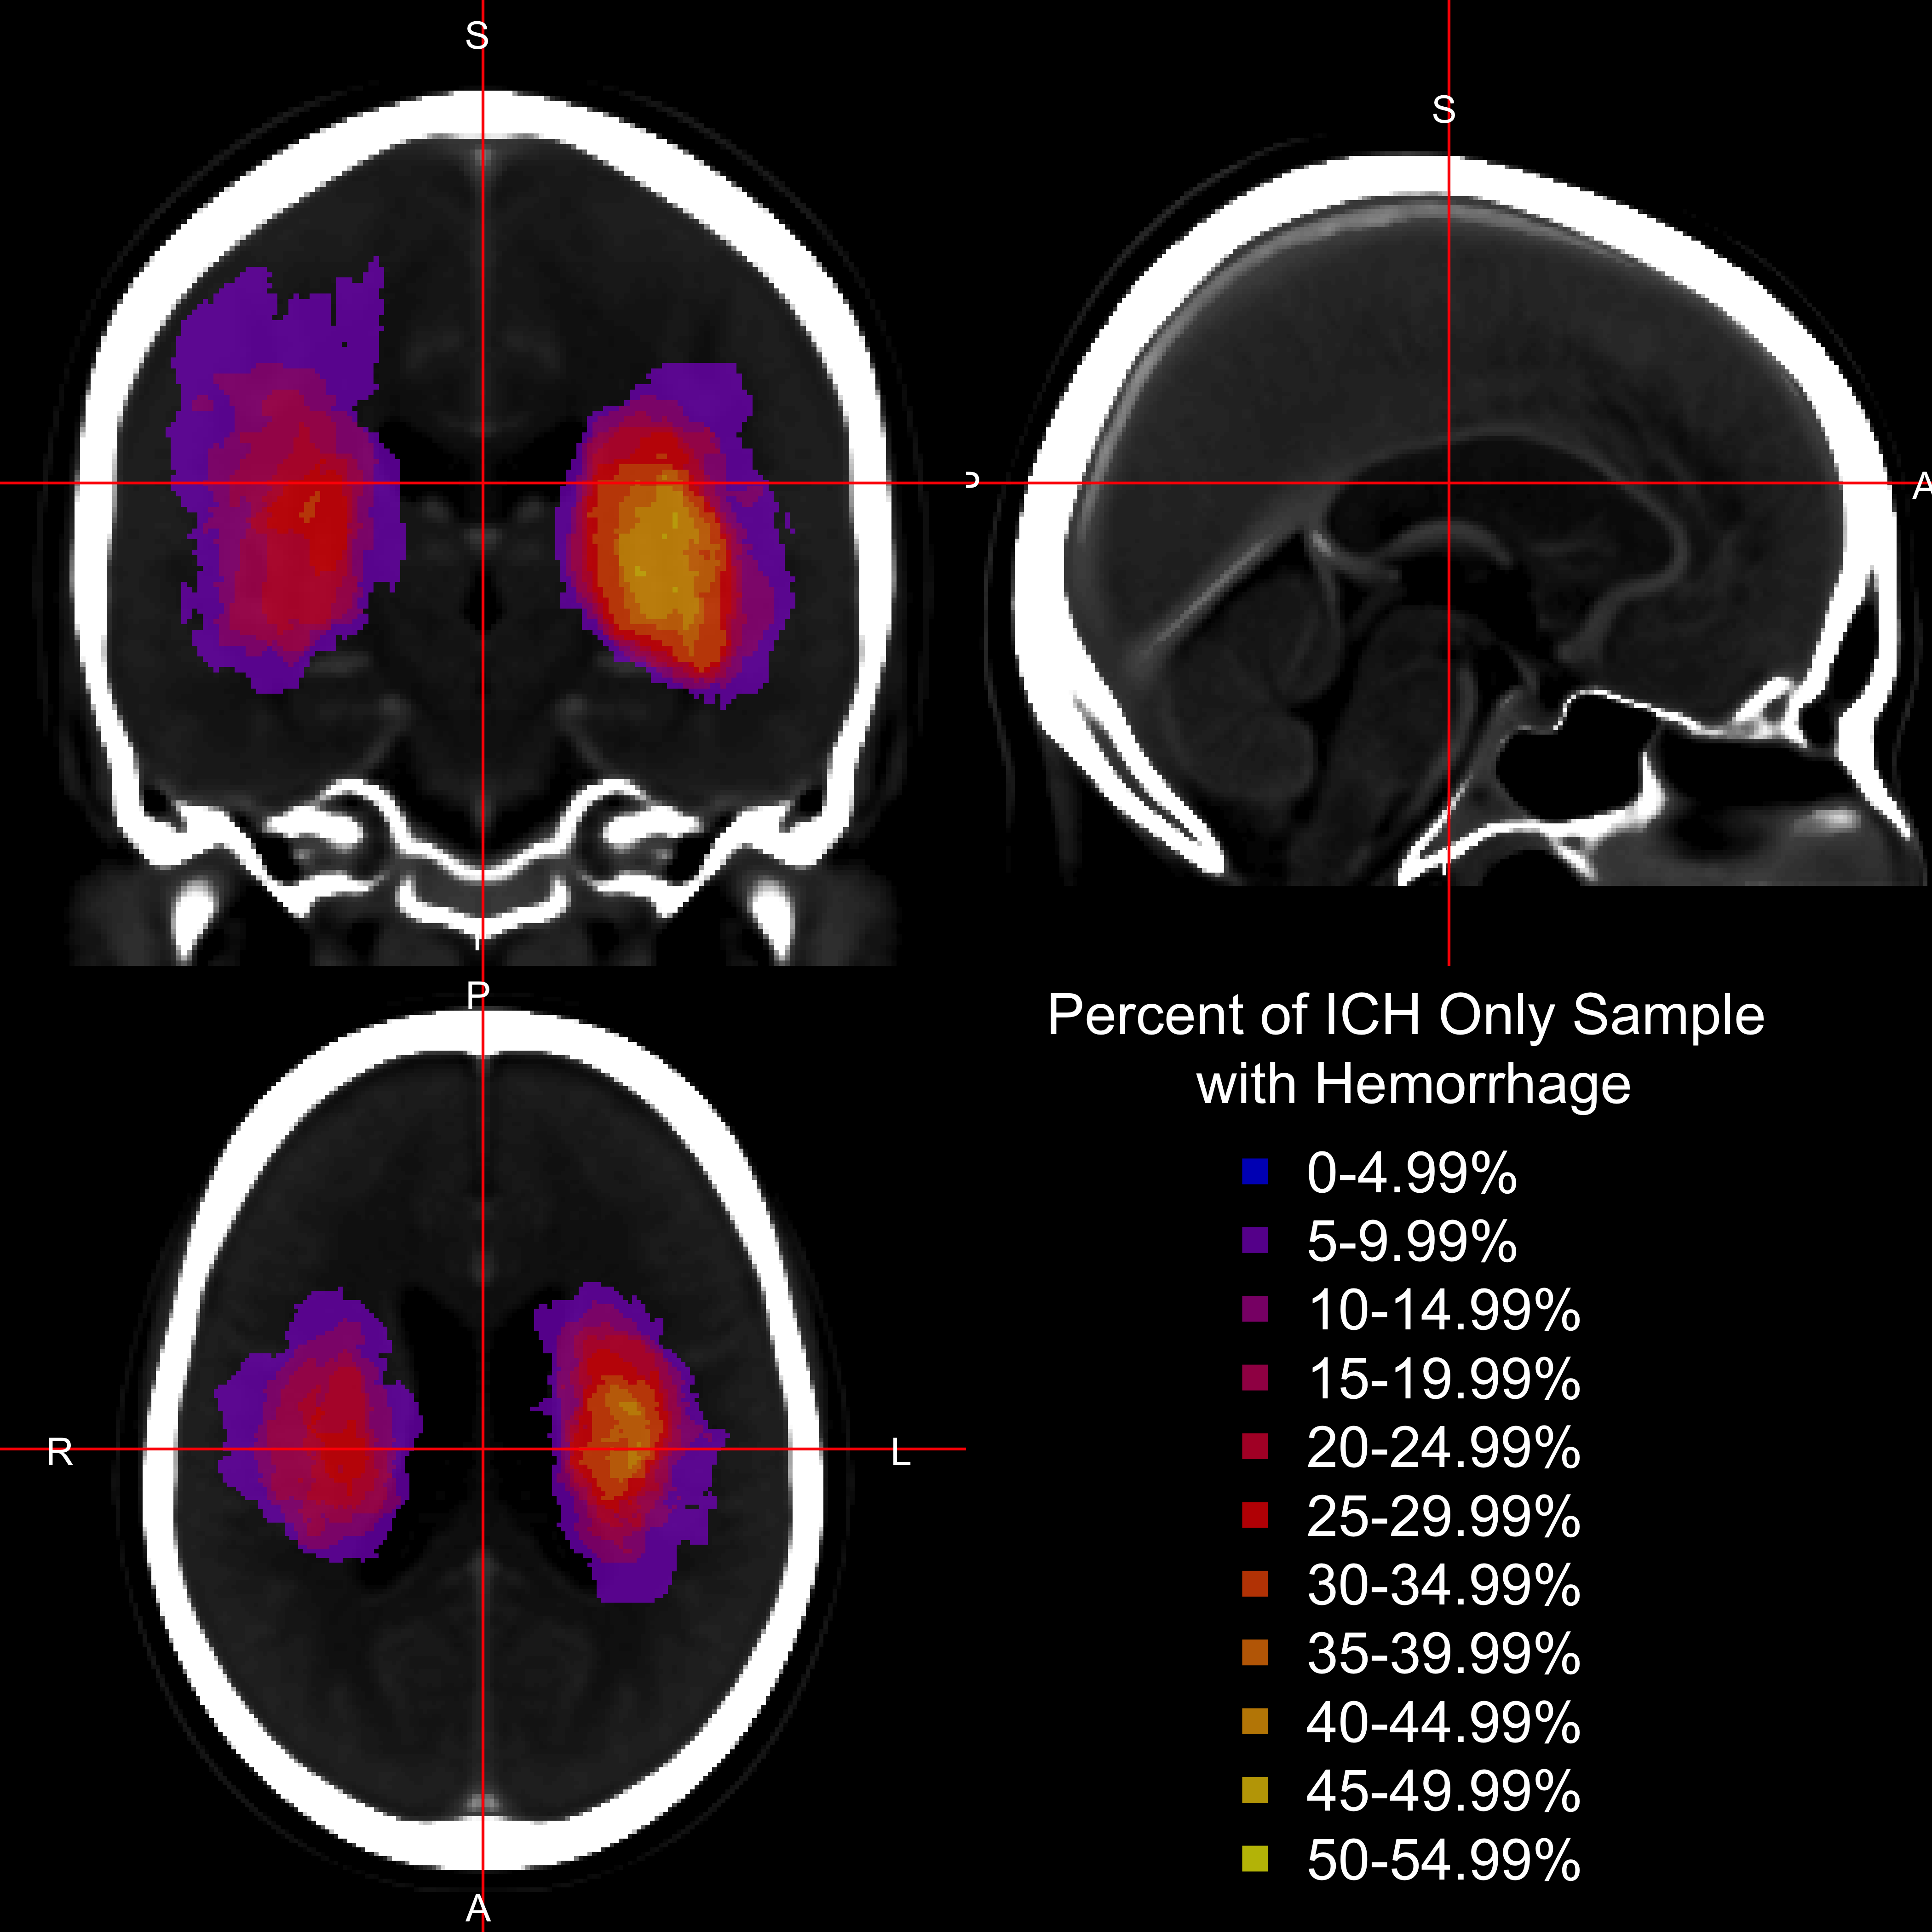 S
S
P
A
P
R
L
A
Percent of ICH Only Sample
with Hemorrhage
0-4.99%
5-9.99%
10-14.99%
15-19.99%
20-24.99%
25-29.99%
30-34.99%
35-39.99%
40-44.99%
45-49.99%
50-54.99%